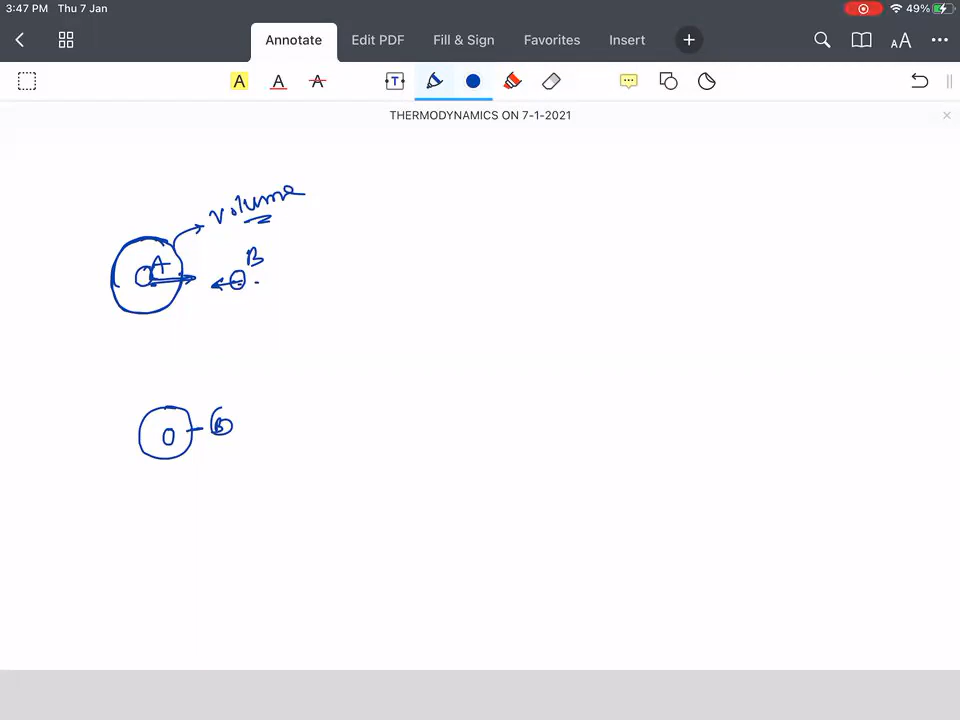 3:47 PM Thu 7 Jan
49%
Annotate Edit PDF Fill & Sign Favorites Insert
A A A T AA
THERMODYNAMICS ON 7-1-2021
volume
A
B
B